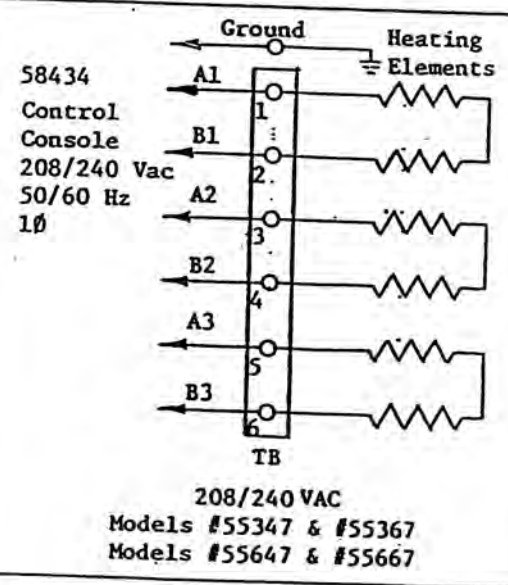 Ground
Heating
Elements
58434
Control
Console
208/240 Vac
50/60 Hz
1Ø
A1
1
B1
2
A2
3
B2
4
A3
5
B3
6
TB
208/240 VAC
Models #55347 & #55367
Models #55647 & #55667